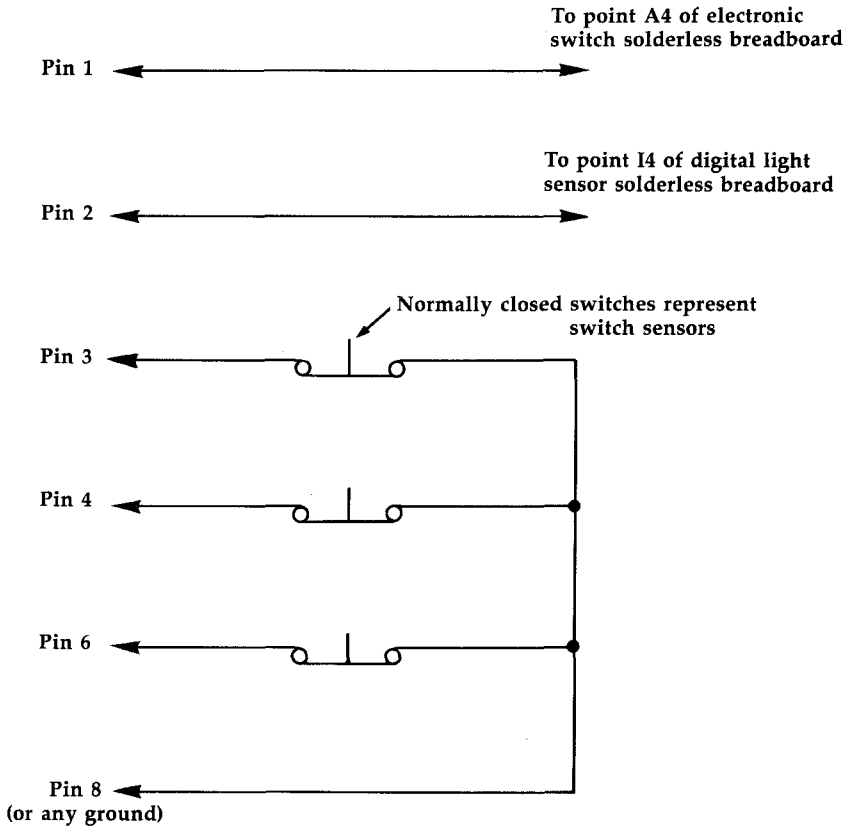 To point A4 of electronic
switch solderless breadboard
Pin 1
To point I4 of digital light
sensor solderless breadboard
Pin 2
Normally closed switches represent
switch sensors
Pin 3
Pin 4
Pin 6
Pin 8
(or any ground)